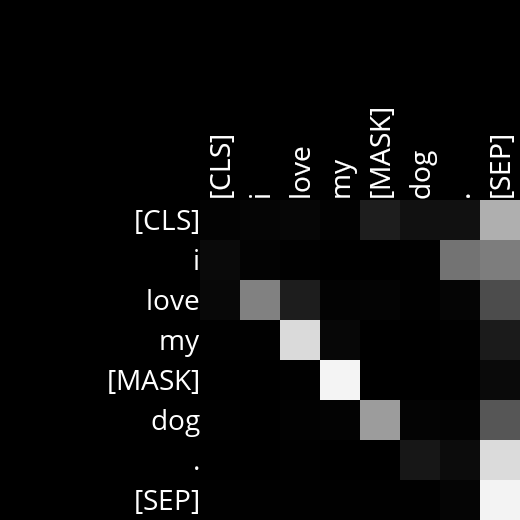 [CLS] i love my [MASK] dog . [SEP]
[CLS]
i
love
my
[MASK]
dog
.
[SEP]